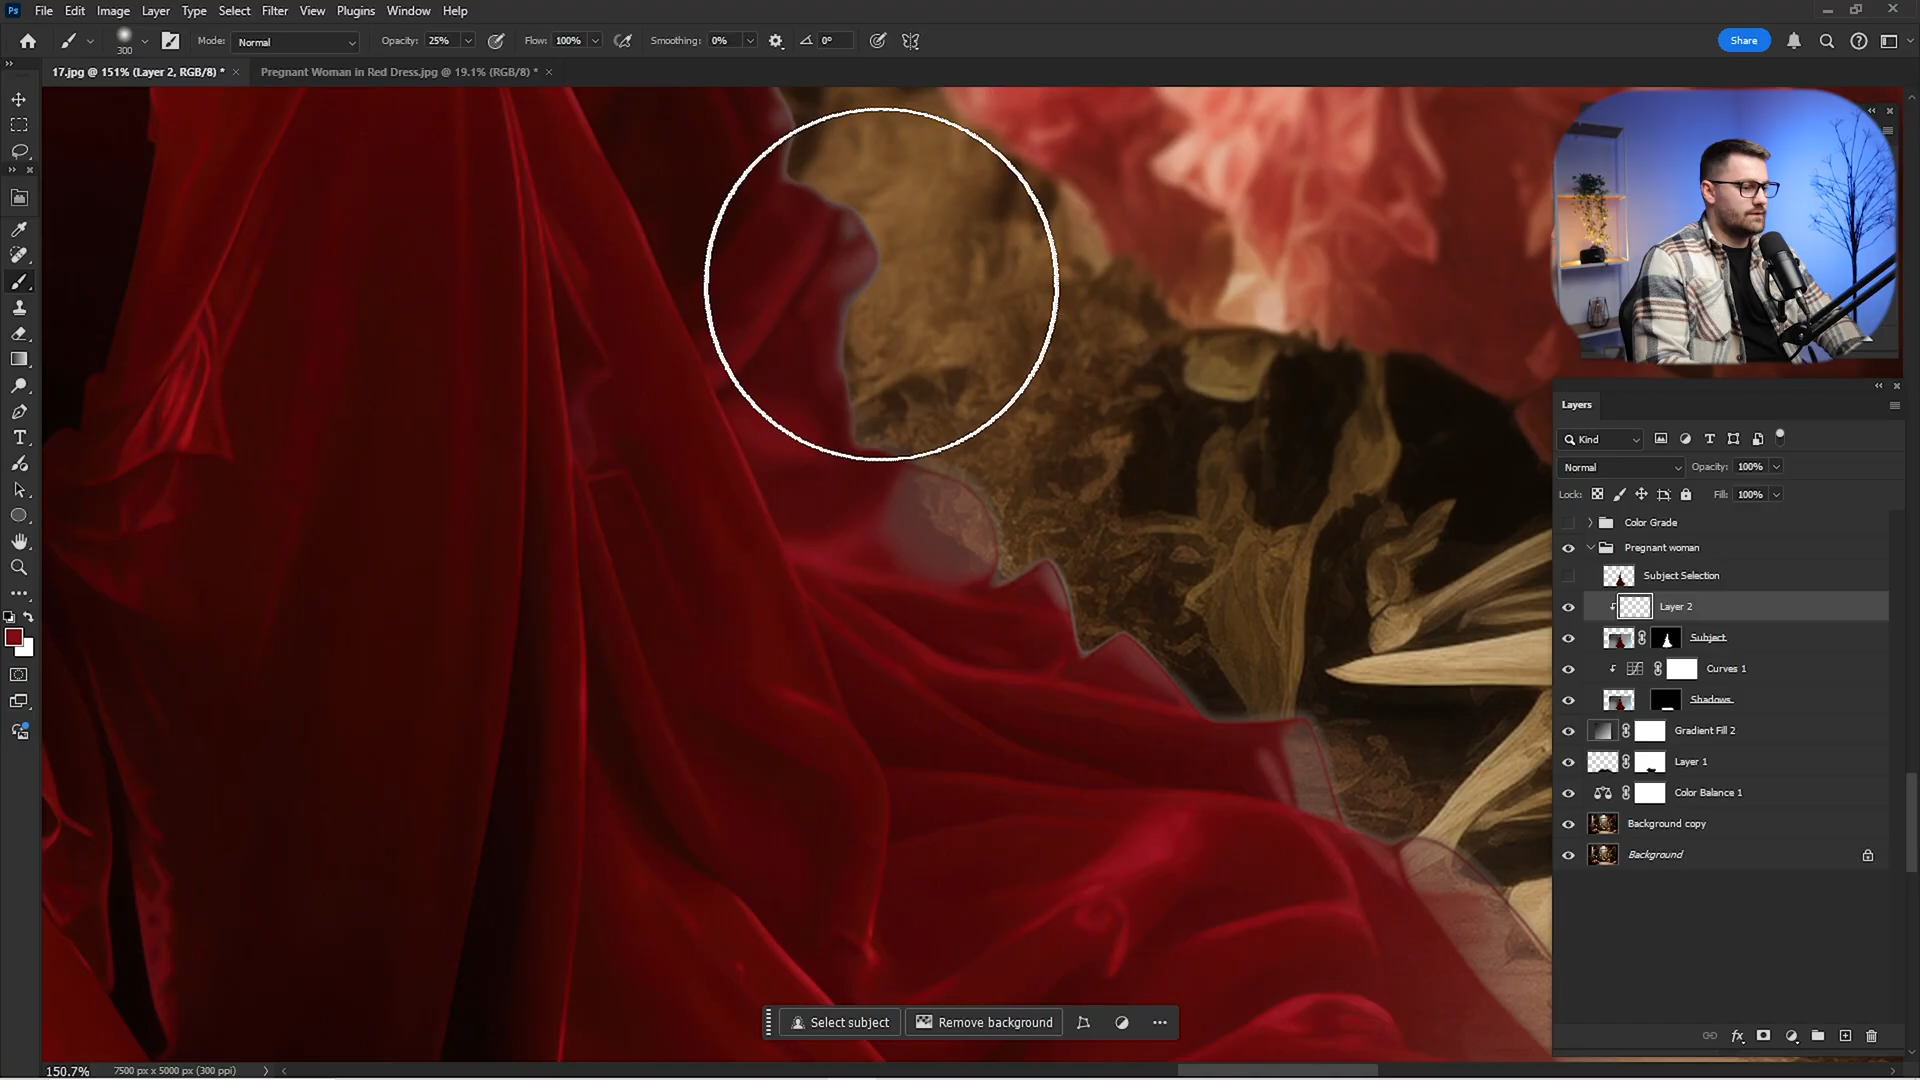 Ps File Edit Image Layer Type Select Filter View Plugins Window Help
300 Mode: Normal Opacity: 25% Flow: 100% Smoothing: 0% 0° Share
17.jpg @ 151% (Layer 2, RGB/8) * × Pregnant Woman in Red Dress.jpg @ 19.1% (RGB/8) * ×
Layers
Kind
Normal Opacity: 100%
Lock: Fill: 100%
Color Grade
Pregnant woman
Subject Selection
Layer 2
Subject
Curves 1
Shadows
Gradient Fill 2
Layer 1
Color Balance 1
Background copy
Background
Select subject Remove background
fx
150.7% 7500 px x 5000 px (300 ppi)